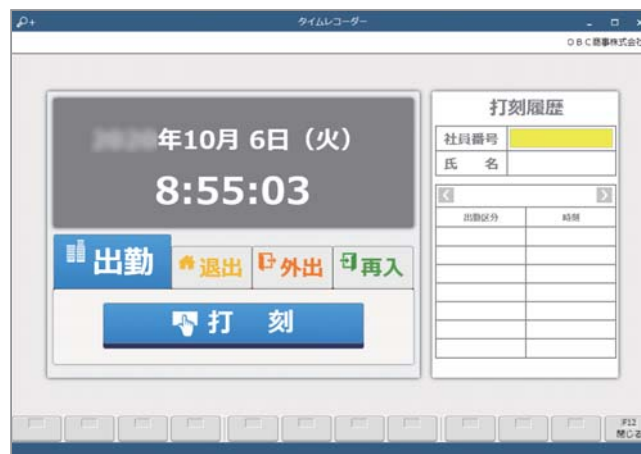 タイムレコーダー
OBC商事株式会社
年10月 6日（火）
8:55:03
出勤
退出
外出
再入
打 刻
打刻履歴
社員番号
氏 名
出勤区分 時刻
F12
閉じる